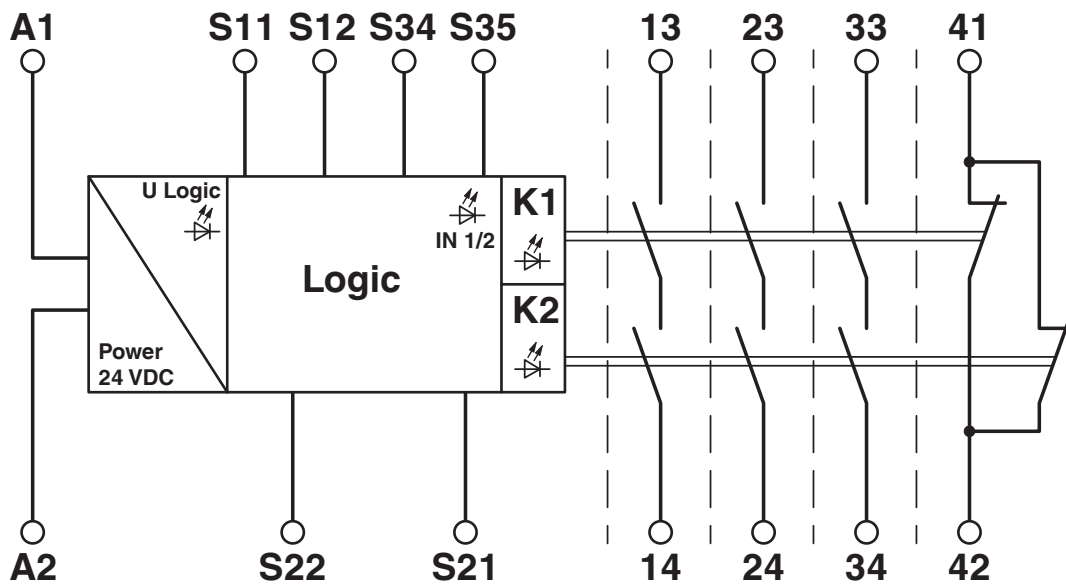 A1 S11 S12 S34 S35 13 23 33 41
U Logic
K1
IN 1/2
Logic
K2
Power
24 VDC
A2 S22 S21 14 24 34 42